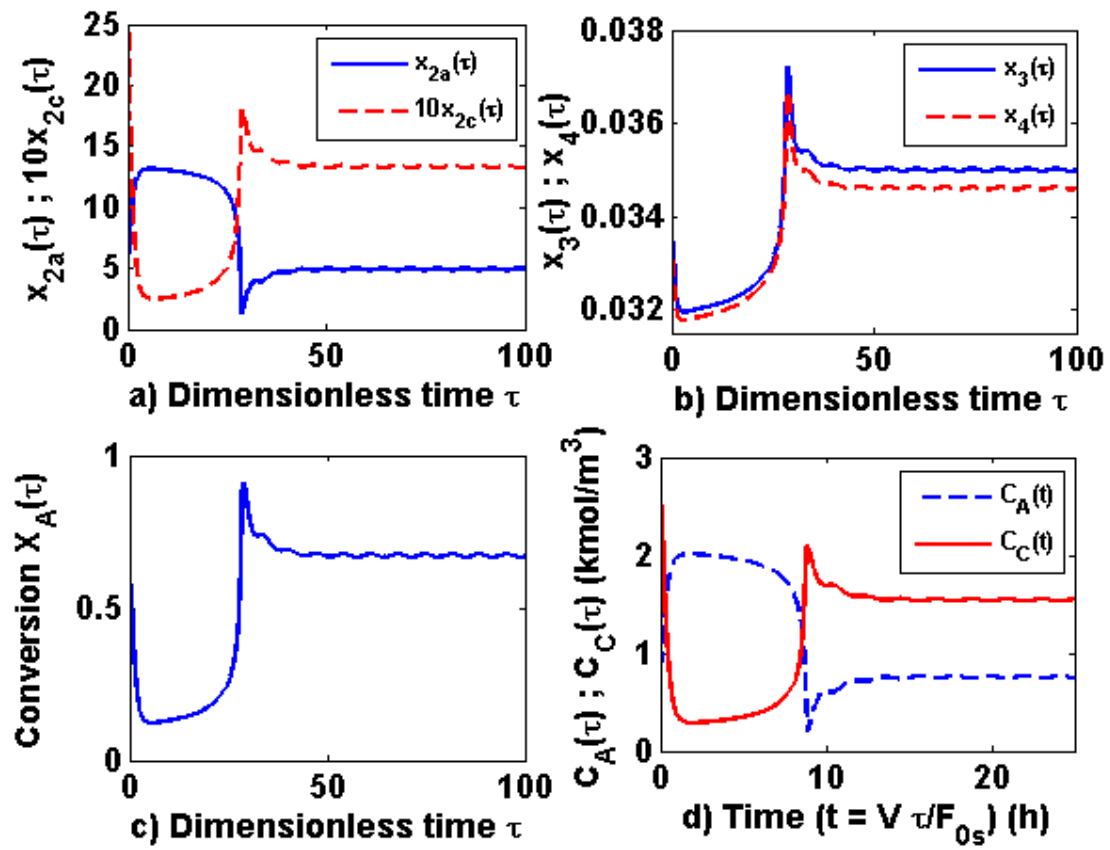 25
20
15
10
5
0
0
50
100
x2a(τ) ; 10x2c(τ)
x2a(τ)
10x2c(τ)
a) Dimensionless time τ
0.038
0.036
0.034
0.032
0
50
100
x3(τ) ; x4(τ)
x3(τ)
x4(τ)
b) Dimensionless time τ
1
0.5
0
0
50
100
Conversion XA(τ)
c) Dimensionless time τ
3
2
1
0
0
10
20
CA(τ) ; CC(τ) (kmol/m³)
CA(t)
CC(t)
d) Time (t = V τ/F0s) (h)